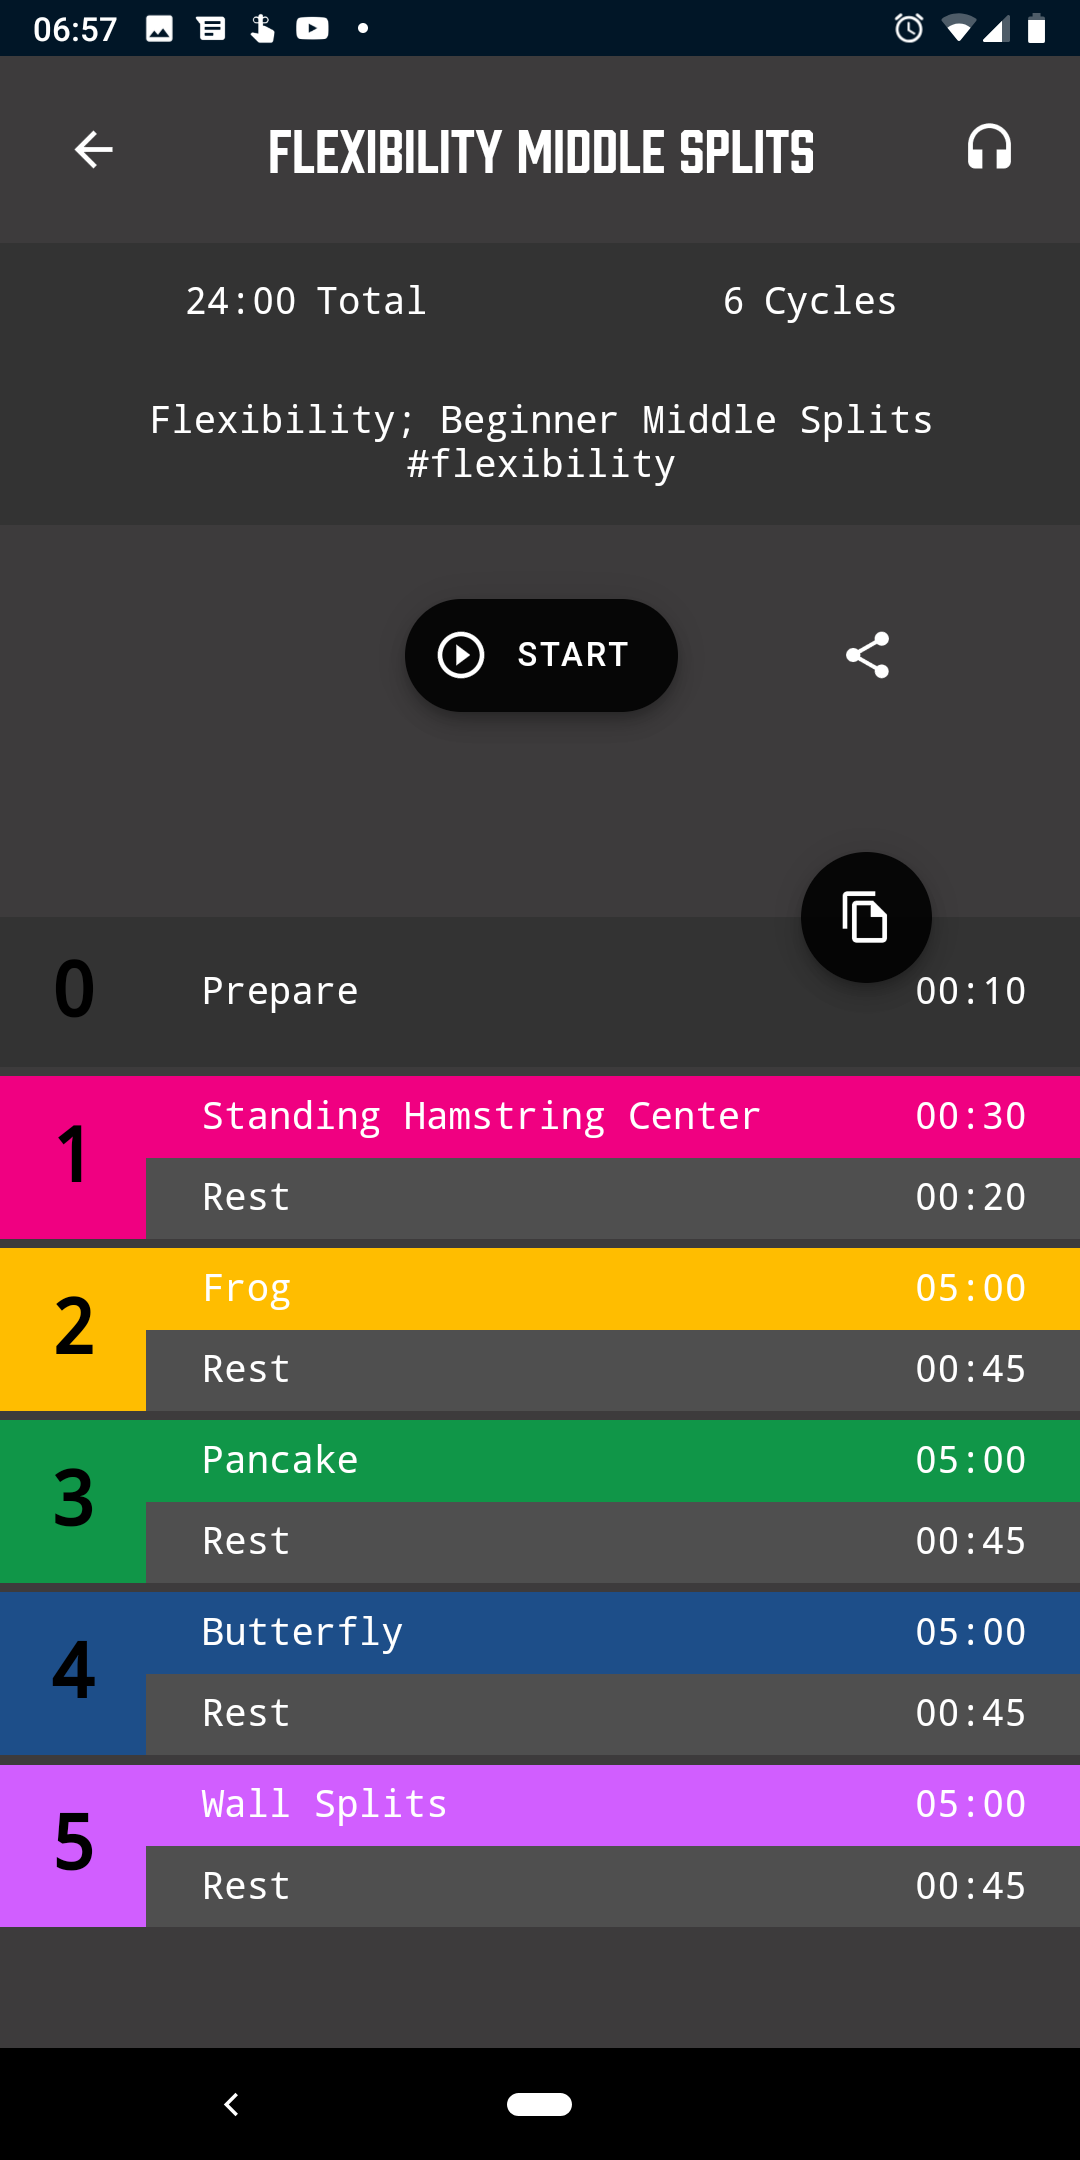 06:57
FLEXIBILITY MIDDLE SPLITS
24:00 Total 6 Cycles
Flexibility; Beginner Middle Splits
#flexibility
START
0 Prepare 00:10
1 Standing Hamstring Center 00:30
Rest 00:20
2 Frog 05:00
Rest 00:45
3 Pancake 05:00
Rest 00:45
4 Butterfly 05:00
Rest 00:45
5 Wall Splits 05:00
Rest 00:45